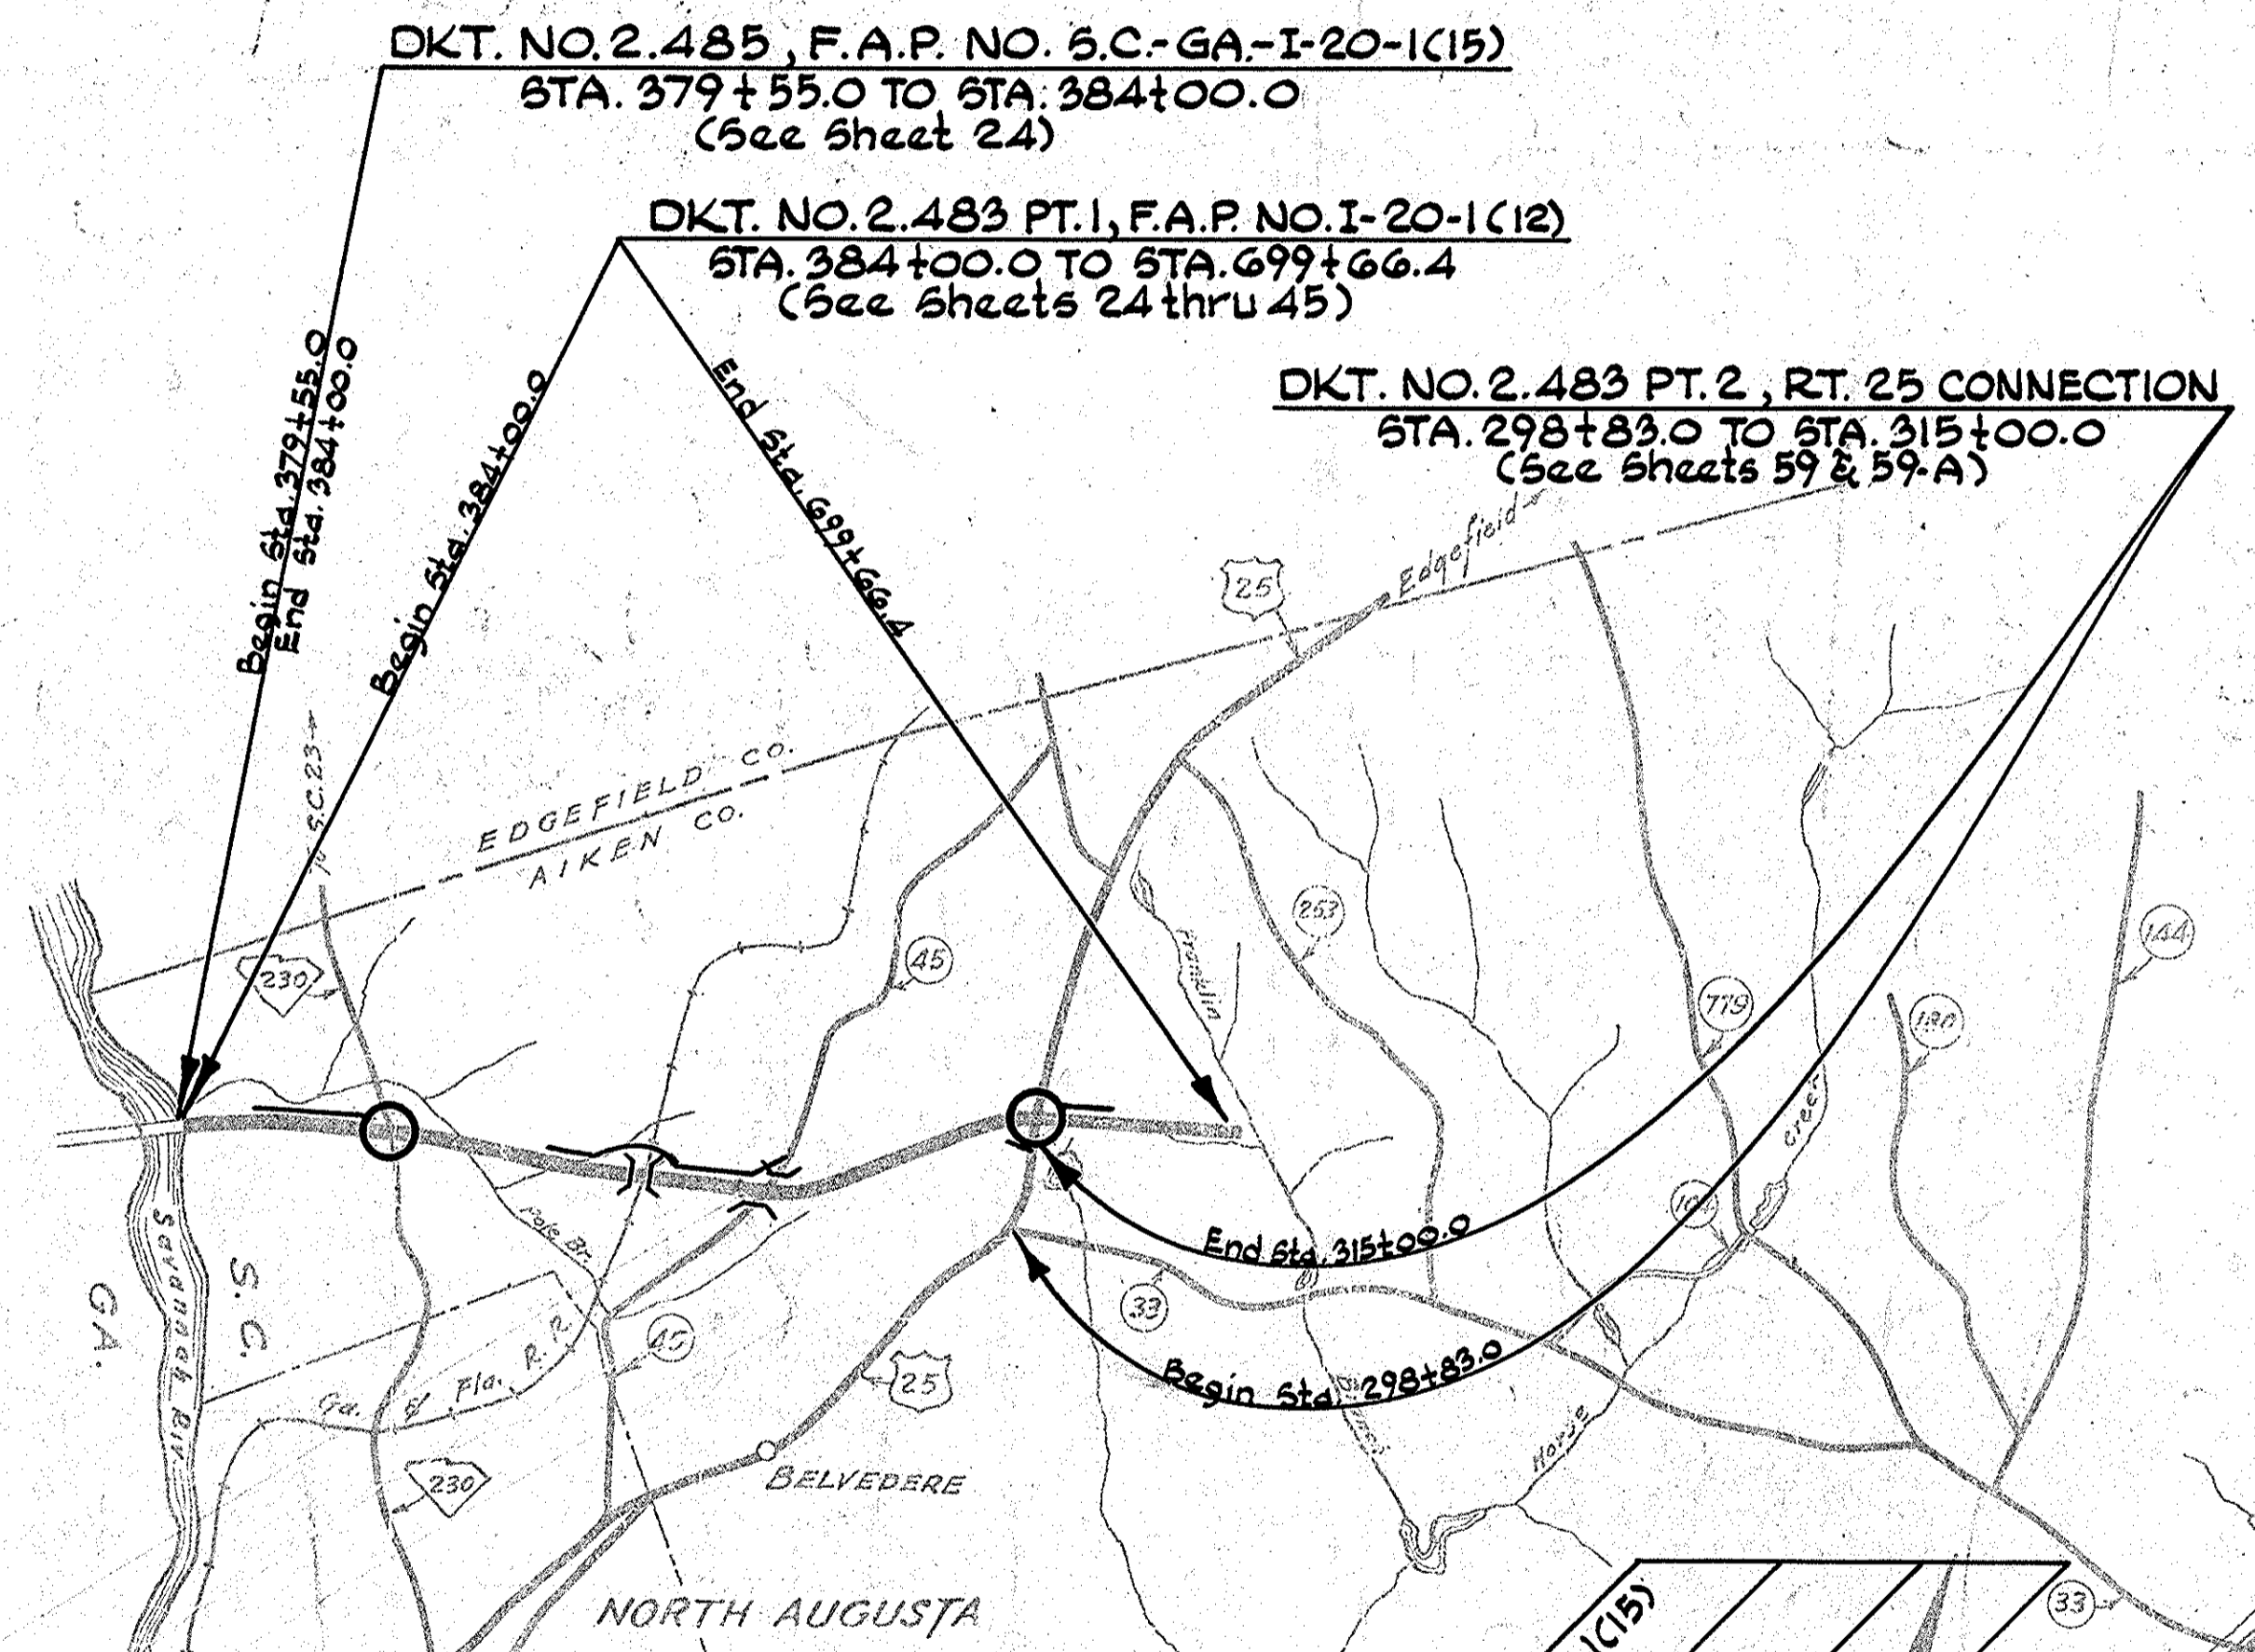 DKT. NO. 2.485, F.A.P. NO. S.C.-GA.-I-20-1(15)
STA. 379+55.0 TO STA. 384+00.0
(See Sheet 24)
DKT. NO. 2.483 PT. 1, F.A.P. NO. I-20-1(12)
STA. 384+00.0 TO STA. 699+66.4
(See Sheets 24 thru 45)
DKT. NO. 2.483 PT. 2, RT. 25 CONNECTION
STA. 298+83.0 TO STA. 315+00.0
(See Sheets 59 & 59-A)
Begin Sta. 379+55.0
End Sta. 384+00.0
Begin Sta. 384+00.0
End Sta. 699+66.4
Edgefield
25
S.C. 23
EDGEFIELD CO.
AIKEN CO.
230
45
Franklin
253
779
180
144
Creek
End Sta. 315+00.0
Begin Sta. 298+83.0
33
Pole Br.
S.C.
GA.
Savannah Riv.
Ga. & Fla. R.R.
45
25
Horse
230
BELVEDERE
NORTH AUGUSTA
1(15)
33